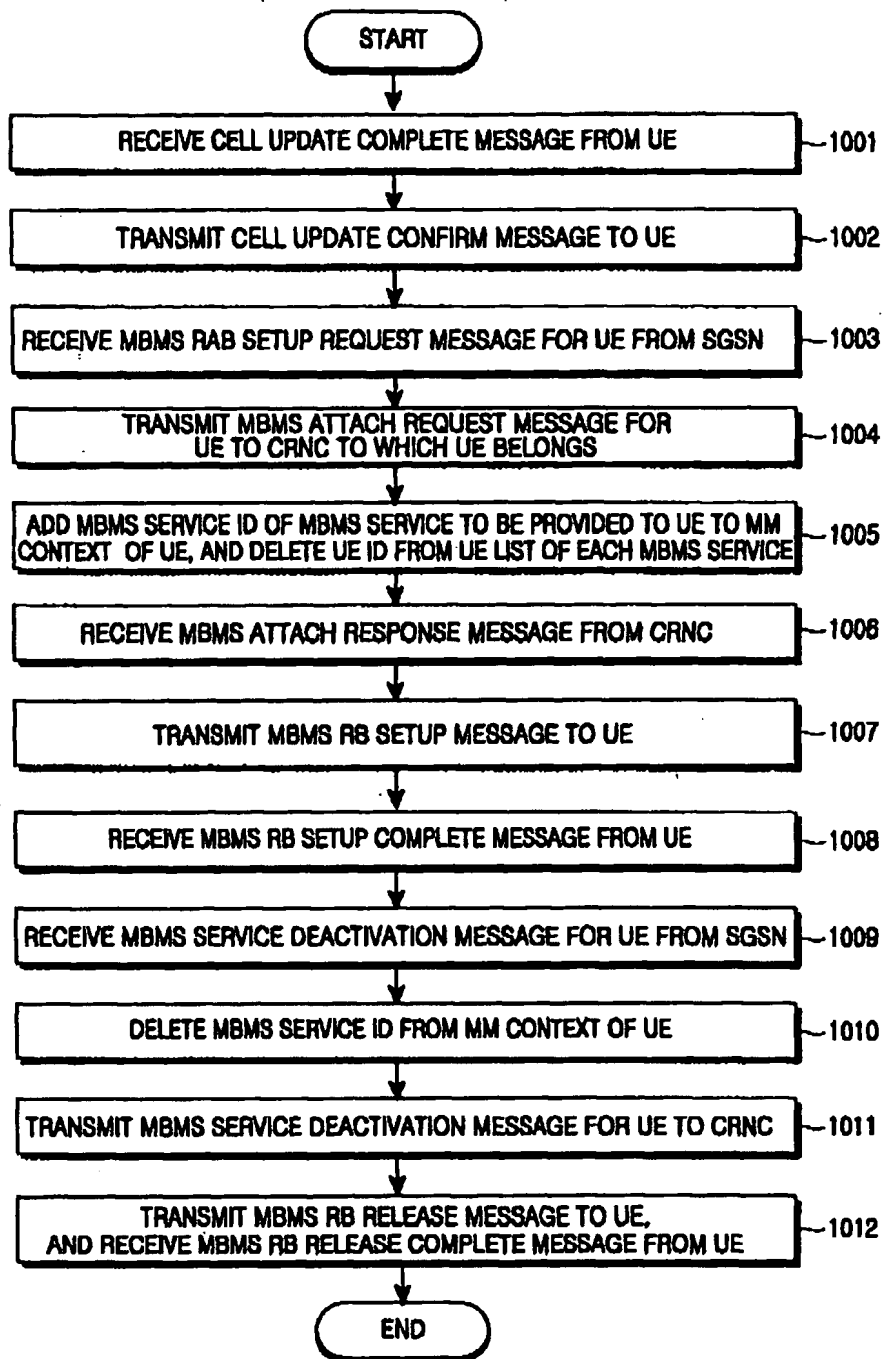 START
RECEIVE CELL UPDATE COMPLETE MESSAGE FROM UE
1001
TRANSMIT CELL UPDATE CONFIRM MESSAGE TO UE
1002
RECEIVE MBMS RAB SETUP REQUEST MESSAGE FOR UE FROM SGSN
1003
TRANSMIT MBMS ATTACH REQUEST MESSAGE FOR
UE TO CRNC TO WHICH UE BELONGS
1004
ADD MBMS SERVICE ID OF MBMS SERVICE TO BE PROVIDED TO UE TO MM
CONTEXT OF UE, AND DELETE UE ID FROM UE LIST OF EACH MBMS SERVICE
1005
RECEIVE MBMS ATTACH RESPONSE MESSAGE FROM CRNC
1006
TRANSMIT MBMS RB SETUP MESSAGE TO UE
1007
RECEIVE MBMS RB SETUP COMPLETE MESSAGE FROM UE
1008
RECEIVE MBMS SERVICE DEACTIVATION MESSAGE FOR UE FROM SGSN
1009
DELETE MBMS SERVICE ID FROM MM CONTEXT OF UE
1010
TRANSMIT MBMS SERVICE DEACTIVATION MESSAGE FOR UE TO CRNC
1011
TRANSMIT MBMS RB RELEASE MESSAGE TO UE,
AND RECEIVE MBMS RB RELEASE COMPLETE MESSAGE FROM UE
1012
END